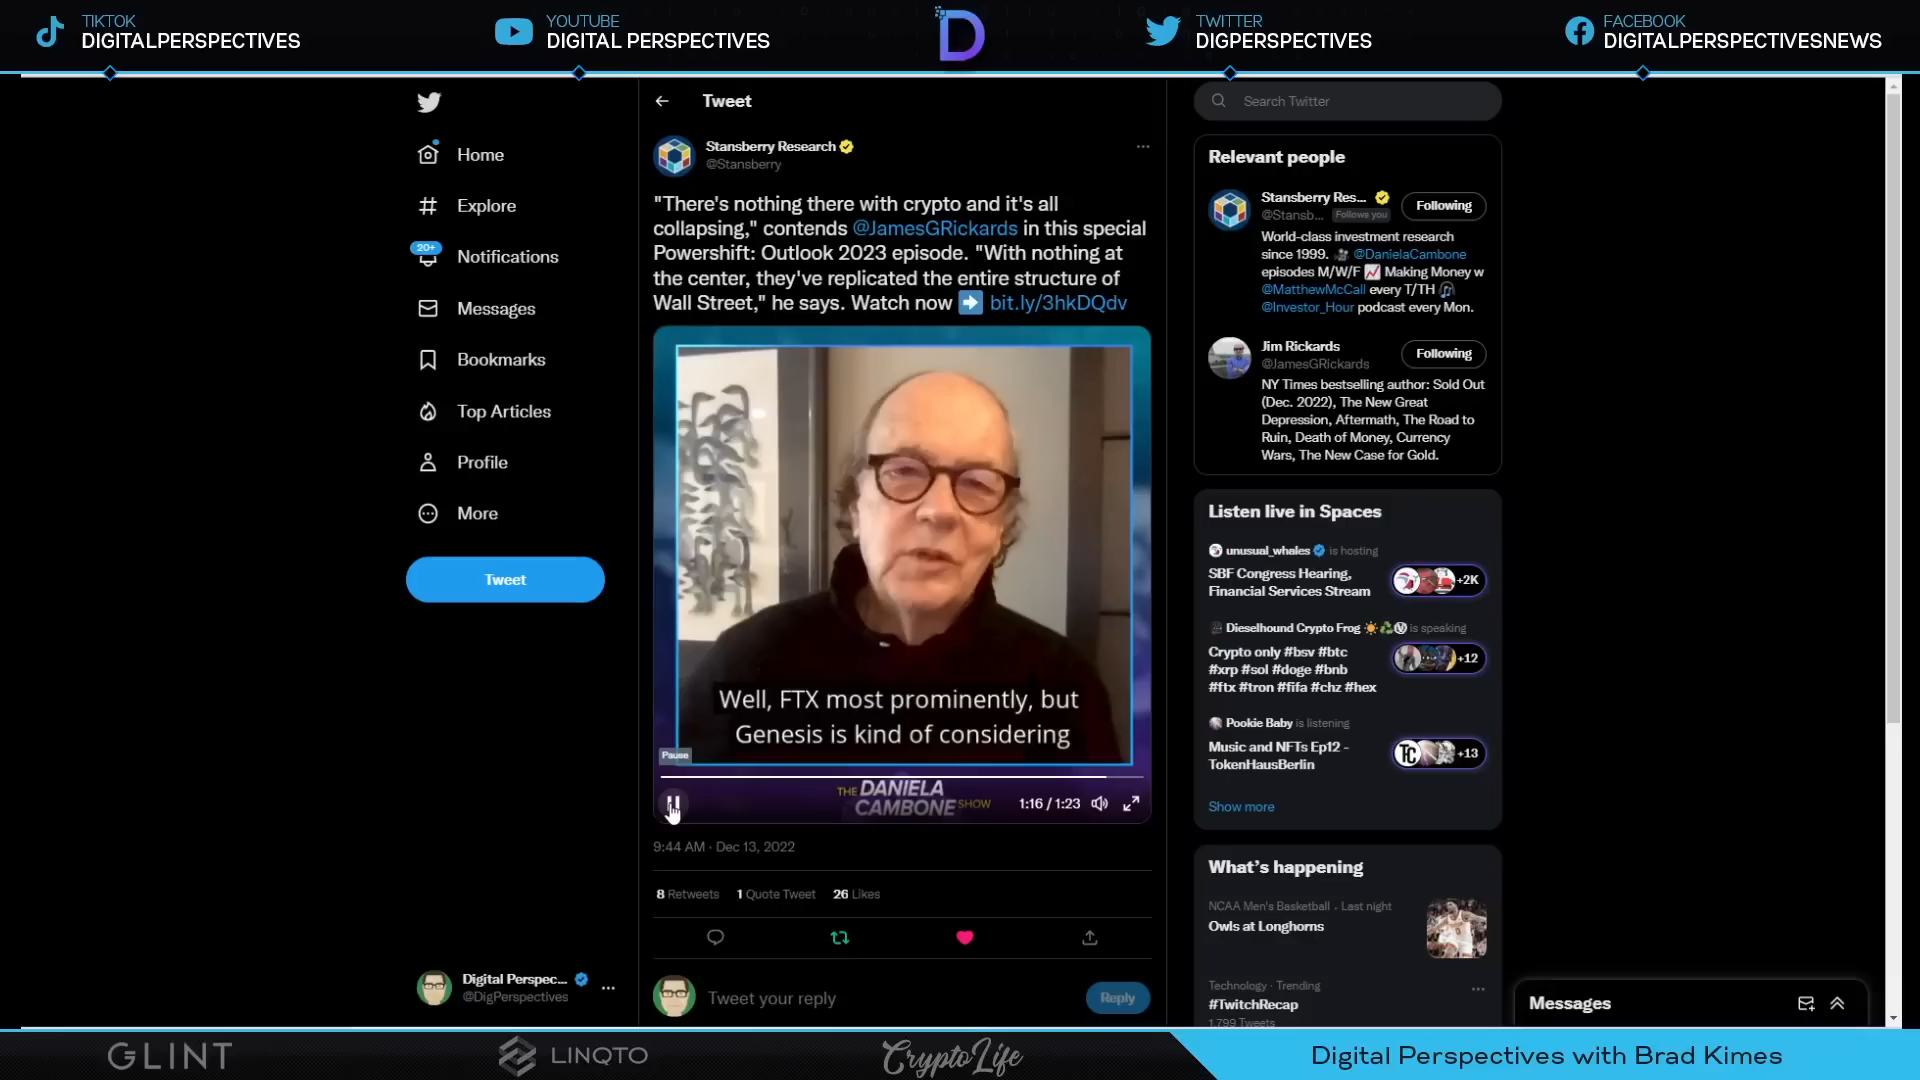 TIKTOK
DIGITALPERSPECTIVES
YOUTUBE
DIGITAL PERSPECTIVES
D
TWITTER
DIGPERSPECTIVES
FACEBOOK
DIGITALPERSPECTIVESNEWS
Home
Explore
20+
Notifications
Messages
Bookmarks
Top Articles
Profile
More
Tweet
Digital Perspec...
@DigPerspectives
Tweet
Stansberry Research
@Stansberry
"There's nothing there with crypto and it's all
collapsing," contends @JamesGRickards in this special
Powershift: Outlook 2023 episode. "With nothing at
the center, they've replicated the entire structure of
Wall Street," he says. Watch now ➡ bit.ly/3hkDQdv
Well, FTX most prominently, but
Genesis is kind of considering
Pause
THE DANIELA
CAMBONE SHOW
1:16 / 1:23
9:44 AM · Dec 13, 2022
8 Retweets 1 Quote Tweet 26 Likes
Tweet your reply
Reply
Search Twitter
Relevant people
Stansberry Res...
@Stansb... Follows you
Following
World-class investment research
since 1999. 🎥 @DanielaCambone
episodes M/W/F 📈 Making Money w
@MatthewMcCall every T/TH 🎧
@Investor_Hour podcast every Mon.
Jim Rickards
@JamesGRickards
Following
NY Times bestselling author: Sold Out
(Dec. 2022), The New Great
Depression, Aftermath, The Road to
Ruin, Death of Money, Currency
Wars, The New Case for Gold.
Listen live in Spaces
unusual_whales is hosting
SBF Congress Hearing,
Financial Services Stream
+2K
Dieselhound Crypto Frog is speaking
Crypto only #bsv #btc
#xrp #sol #doge #bnb
#ftx #tron #fifa #chz #hex
+12
Pookie Baby is listening
Music and NFTs Ep12 -
TokenHausBerlin
TC
+13
Show more
What's happening
NCAA Men's Basketball · Last night
Owls at Longhorns
Technology · Trending
#TwitchRecap
1,799 Tweets
Messages
GLINT
LINQTO
CryptoLife
Digital Perspectives with Brad Kimes